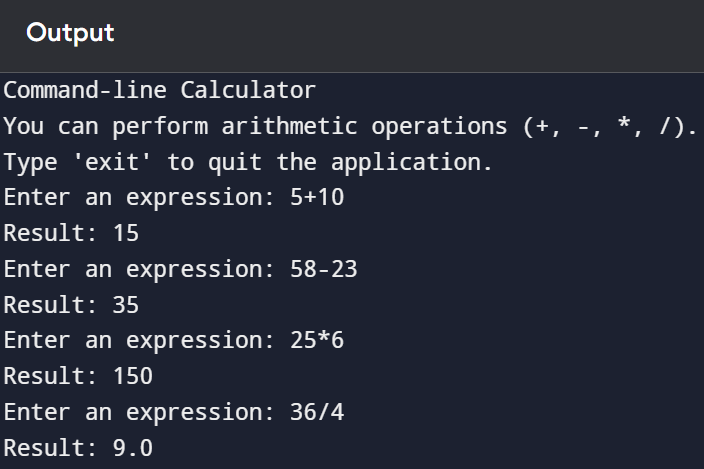 Output
Command-line Calculator
You can perform arithmetic operations (+, -, *, /).
Type 'exit' to quit the application.
Enter an expression: 5+10
Result: 15
Enter an expression: 58-23
Result: 35
Enter an expression: 25*6
Result: 150
Enter an expression: 36/4
Result: 9.0